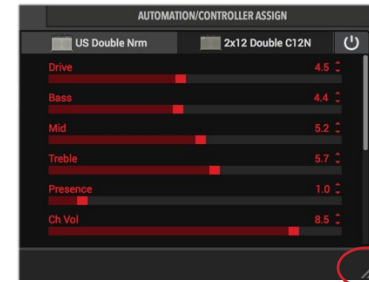 AUTOMATION/CONTROLLER ASSIGN
US Double Nrm 2x12 Double C12N
Drive 4.5
Bass 4.4
Mid 5.2
Treble 5.7
Presence 1.0
Ch Vol 8.5